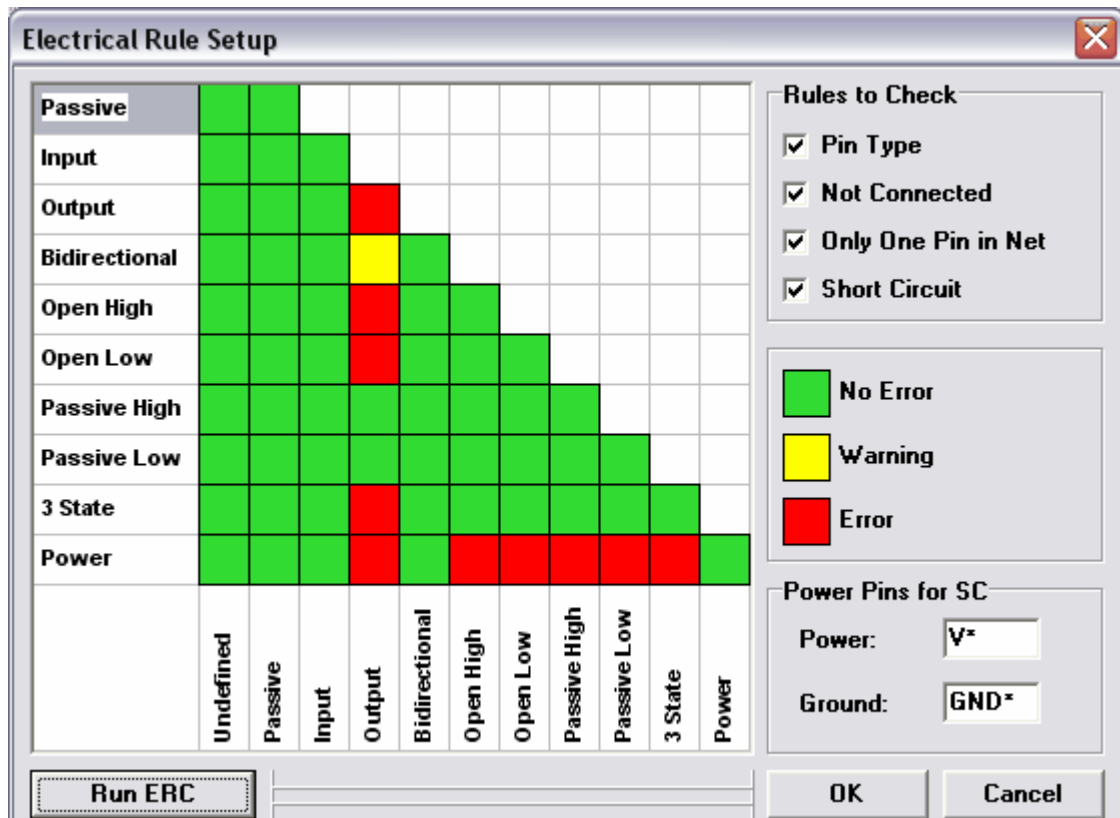 Electrical Rule Setup
Passive
Input
Output
Bidirectional
Open High
Open Low
Passive High
Passive Low
3 State
Power
Undefined
Passive
Input
Output
Bidirectional
Open High
Open Low
Passive High
Passive Low
3 State
Power
Rules to Check
Pin Type
Not Connected
Only One Pin in Net
Short Circuit
No Error
Warning
Error
Power Pins for SC
Power: V*
Ground: GND*
Run ERC
OK
Cancel